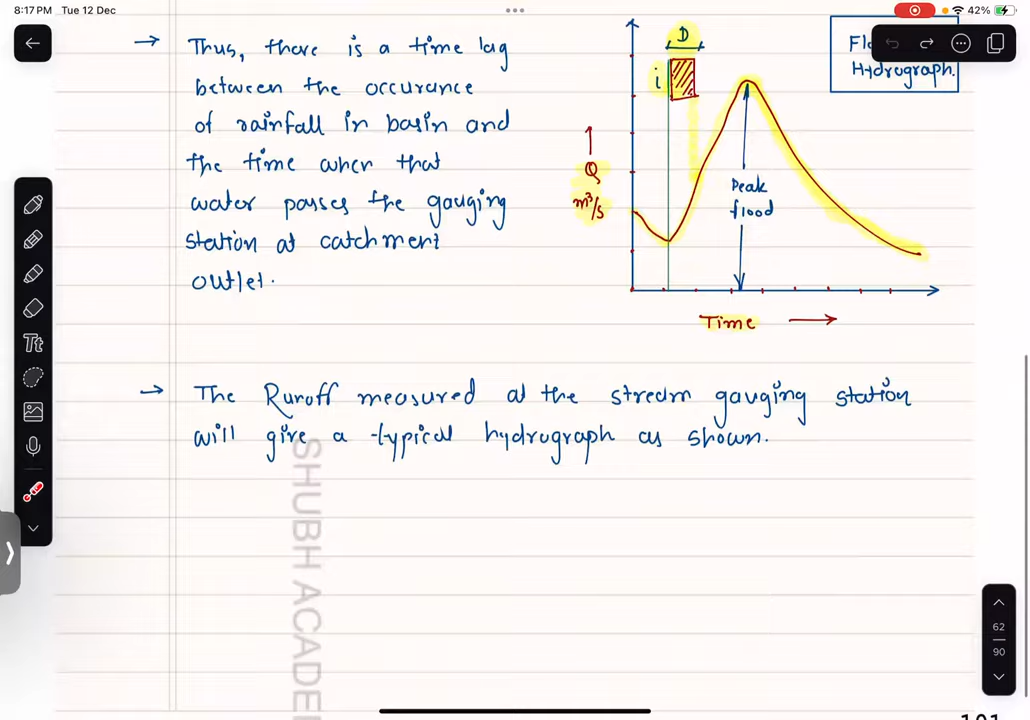 8:17 PM Tue 12 Dec
42%
→ Thus, there is a time lag
between the occurance
of rainfall in basin and
the time when that
water passes the gauging
station at catchment
outlet.
D
i
Q
m³/s
Peak
flood
Time →
Hydrograph.
→ The Runoff measured at the stream gauging station
will give a typical hydrograph as shown.
Tt
62
90